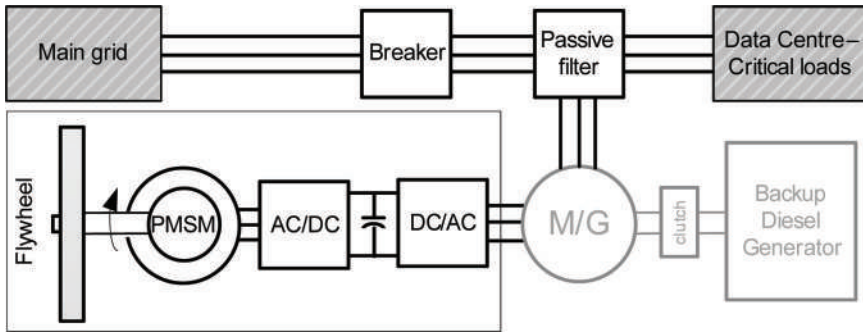 Main grid
Breaker
Passive
filter
Data Centre–
Critical loads
Flywheel
PMSM
AC/DC
DC/AC
M/G
clutch
Backup
Diesel
Generator